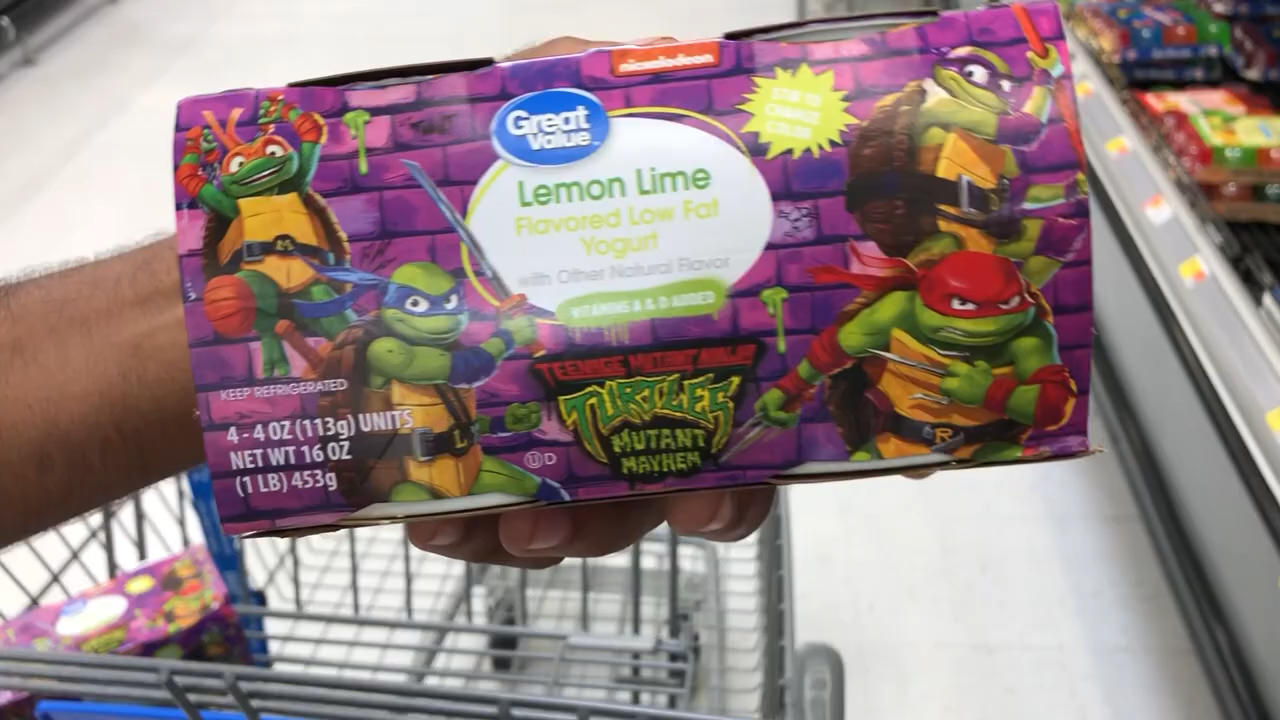 nickelodeon
Great
Value
STIR TO
CHANGE
COLOR
Lemon Lime
Flavored Low Fat
Yogurt
with Other Natural Flavor
VITAMINS A & D ADDED
TEENAGE MUTANT NINJA
TURTLES
MUTANT
MAYHEM
KEEP REFRIGERATED
4 - 4 OZ (113g) UNITS
NET WT 16 OZ
(1 LB) 453g
U D
M
L
R